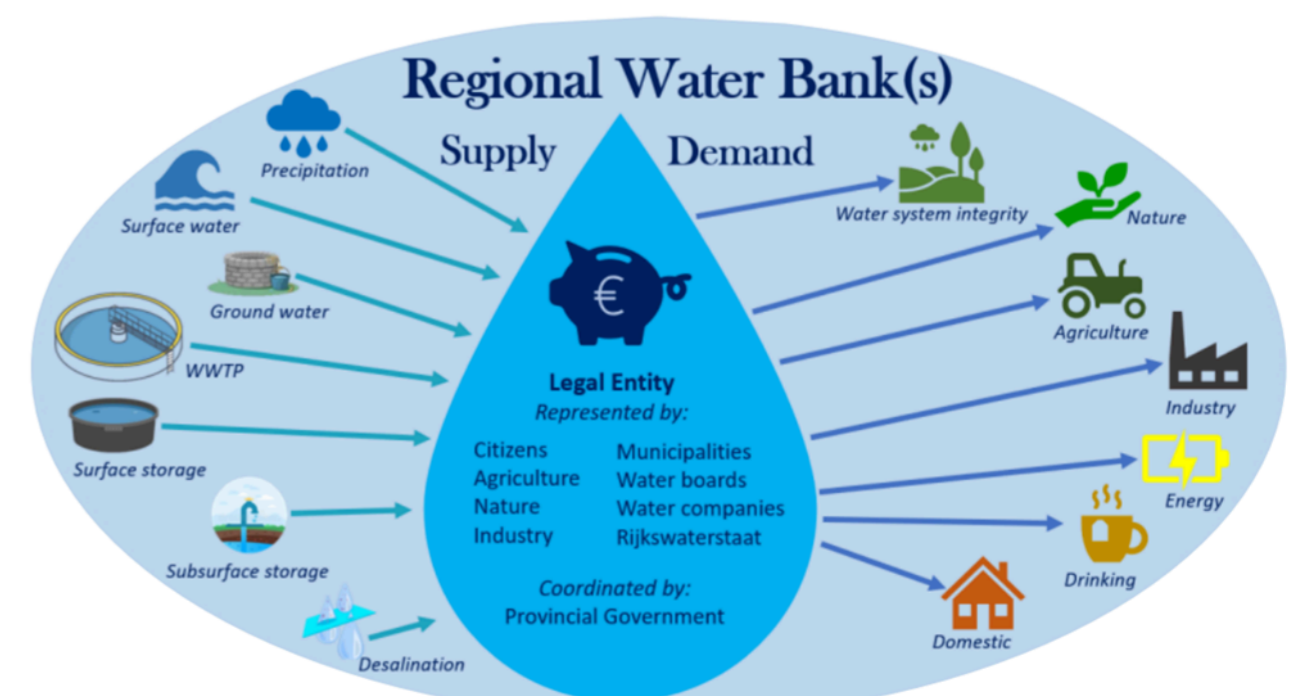 Regional Water Bank(s)
Supply
Demand
Precipitation
Surface water
Ground water
WWTP
Surface storage
Subsurface storage
Desalination
€
Legal Entity
Represented by:
Citizens
Agriculture
Nature
Industry
Municipalities
Water boards
Water companies
Rijkswaterstaat
Coordinated by:
Provincial Government
Water system integrity
Nature
Agriculture
Industry
Energy
Drinking
Domestic